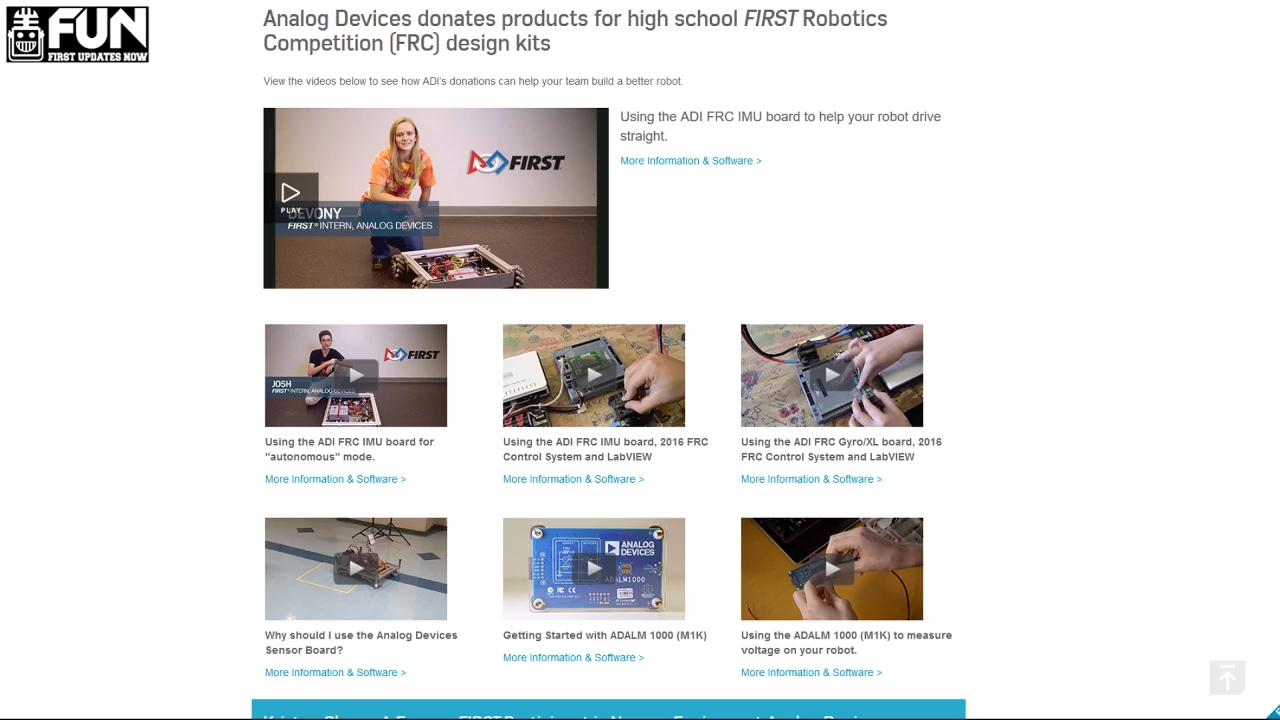 FUN
FIRST UPDATES NOW
Analog Devices donates products for high school FIRST Robotics
Competition (FRC) design kits
View the videos below to see how ADI's donations can help your team build a better robot.
FIRST
PLAY
DEVONY
FIRST® INTERN, ANALOG DEVICES
Using the ADI FRC IMU board to help your robot drive
straight.
More Information & Software >
FIRST
JOSH
FIRST® INTERN, ANALOG DEVICES
Using the ADI FRC IMU board for
"autonomous" mode.
More Information & Software >
Using the ADI FRC IMU board, 2016 FRC
Control System and LabVIEW
More Information & Software >
Using the ADI FRC Gyro/XL board, 2016
FRC Control System and LabVIEW
More Information & Software >
Why should I use the Analog Devices
Sensor Board?
More Information & Software >
ANALOG
DEVICES
ADALM1000
Getting Started with ADALM 1000 (M1K)
More Information & Software >
Using the ADALM 1000 (M1K) to measure
voltage on your robot.
More Information & Software >